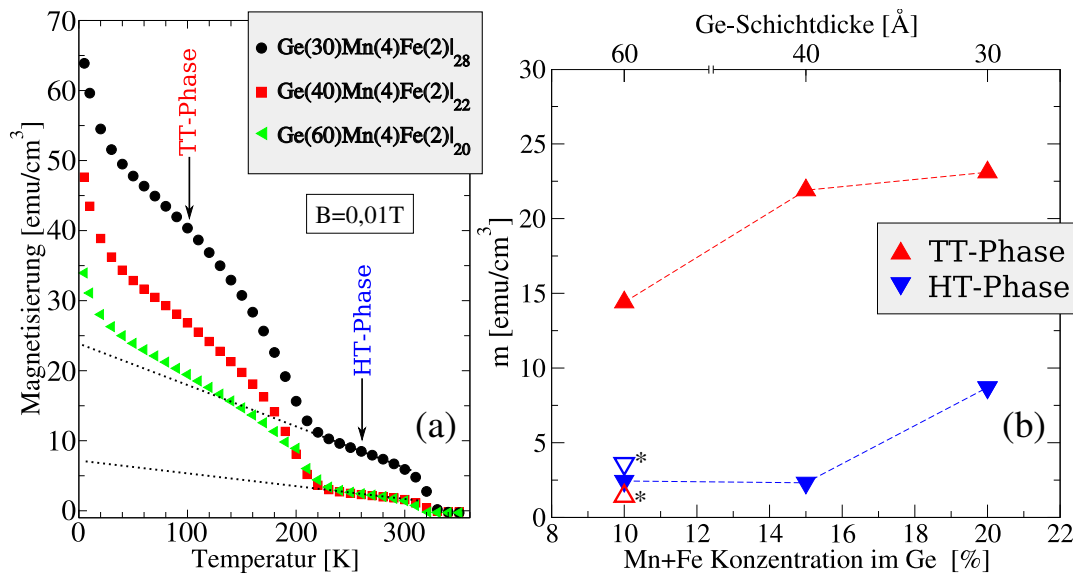 70
60
50
40
30
20
10
0
Magnetisierung [emu/cm³]
0
100
200
300
Temperatur [K]
Ge(30)Mn(4)Fe(2)|₂₈
Ge(40)Mn(4)Fe(2)|₂₂
Ge(60)Mn(4)Fe(2)|₂₀
TT-Phase
B=0,01T
HT-Phase
(a)
Ge-Schichtdicke [Å]
60
40
30
30
25
20
15
10
5
0
m [emu/cm³]
TT-Phase
HT-Phase
*
*
(b)
8
10
12
14
16
18
20
22
Mn+Fe Konzentration im Ge [%]